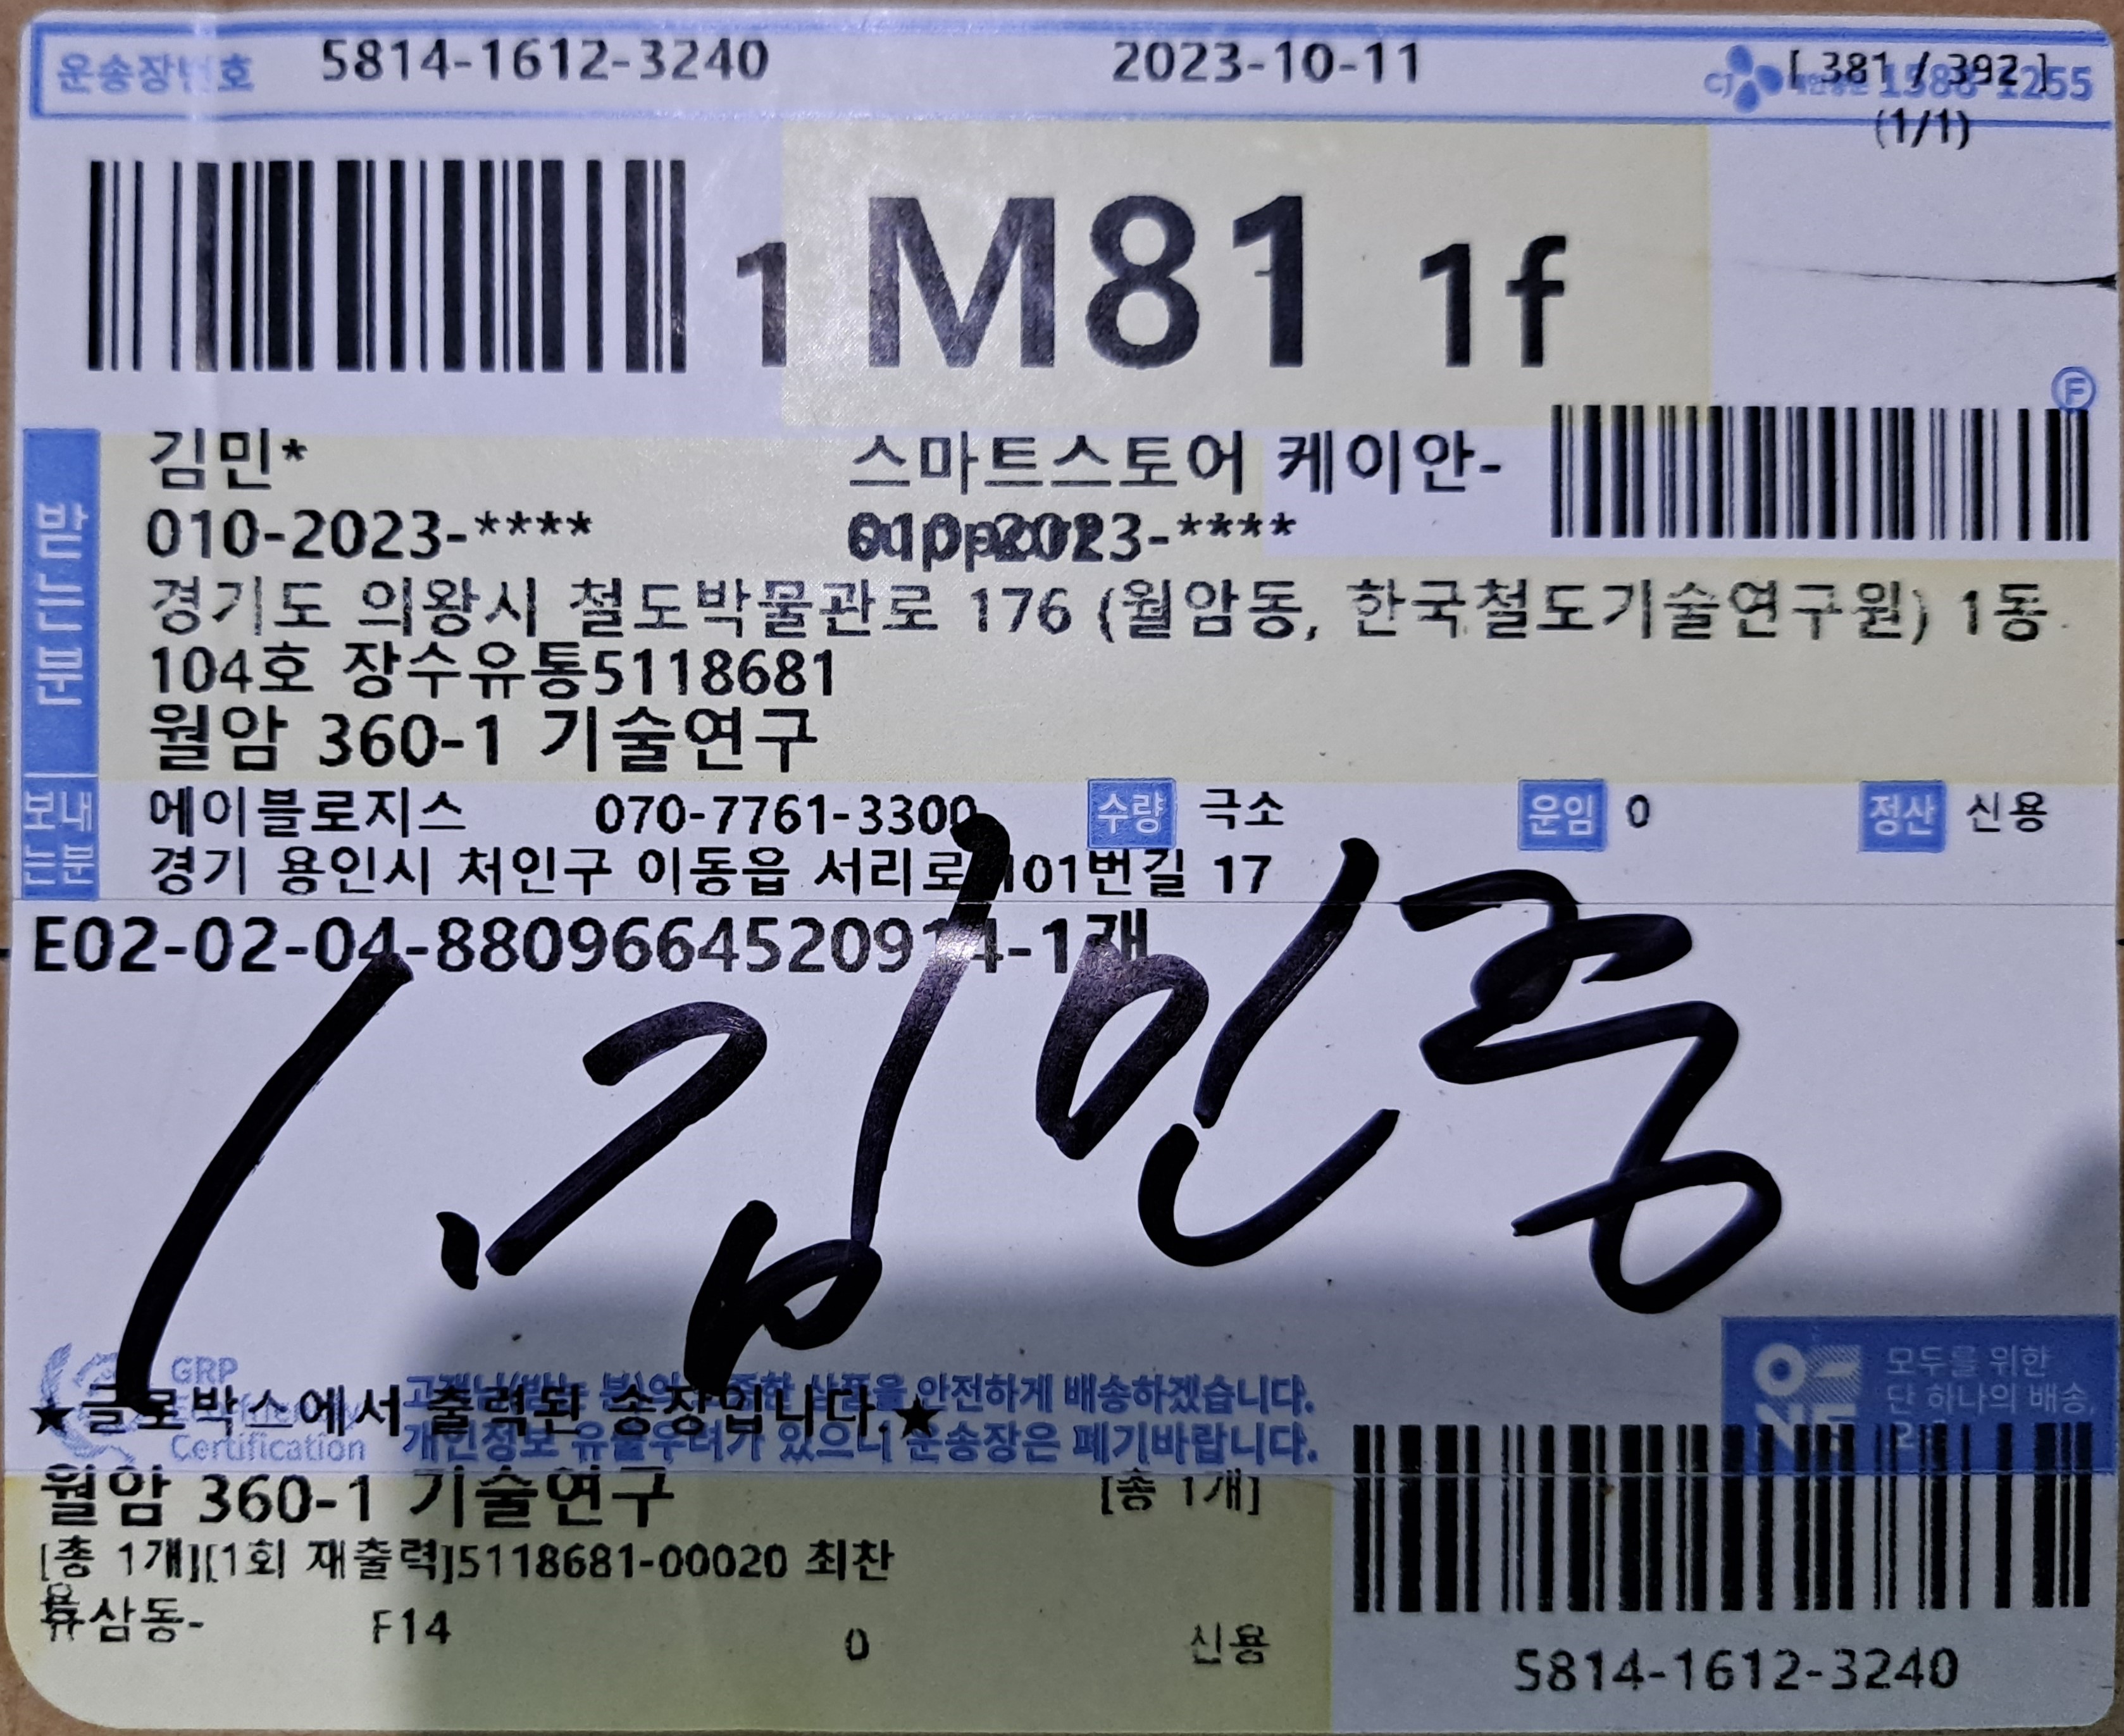 운송장번호 5814-1612-3240 2023-10-11 [ 381 / 392 ]
CJ 1588-1255
(1/1)
1 M81 1f
F
받는분
김민* 스마트스토어 케이안-
010-2023-**** 010-2023-****
경기도 의왕시 철도박물관로 176 (월암동, 한국철도기술연구원) 1동
104호 장수유통5118681
월암 360-1 기술연구
보내는분
에이블로지스 070-7761-3300 수량 극소 운임 0 정산 신용
경기 용인시 처인구 이동읍 서리로 101번길 17
E02-02-04-8809664520914-1개
1. 김민중
GRP
Certification
고객님(받는 분)의 소중한 상품을 안전하게 배송하겠습니다.
★글로박스에서 출력된 송장입니다.★
개인정보 유출우려가 있으니 운송장은 폐기바랍니다.
모두를 위한
단 하나의 배송,
월암 360-1 기술연구 [총 1개]
[총 1개][1회 재출력]5118681-00020 최찬
삼동- F14 0 신용
5814-1612-3240